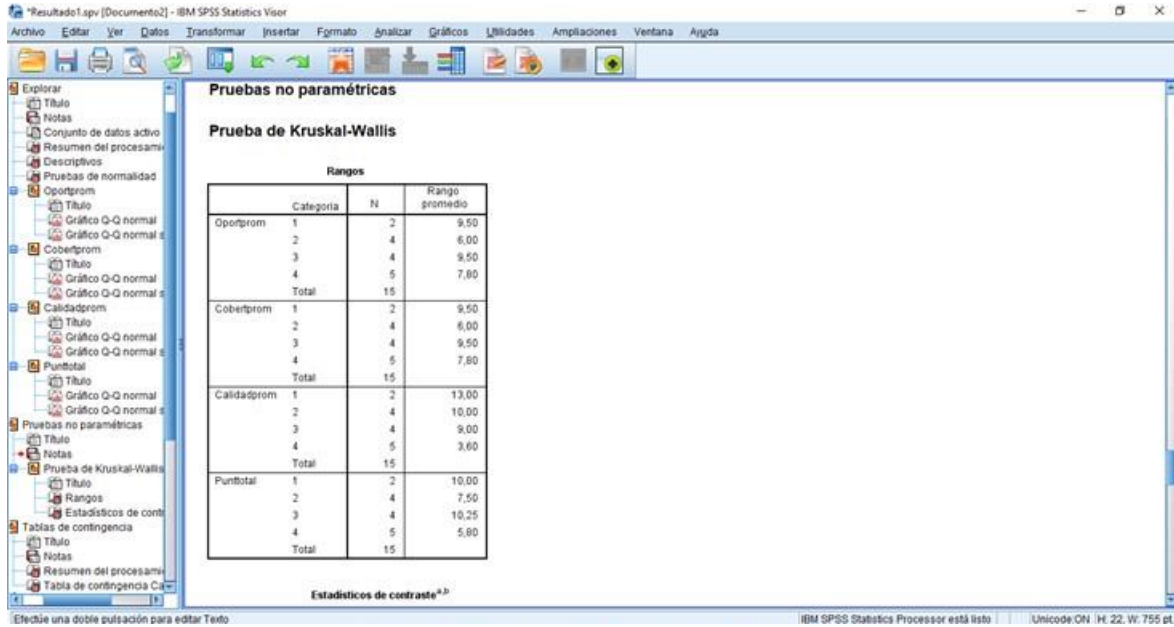 *Resultado1.spv [Documento2] - IBM SPSS Statistics Visor
Archivo Editar Ver Datos Transformar Insertar Formato Analizar Gráficos Utilidades Ampliaciones Ventana Ayuda
Explorar
Título
Notas
Conjunto de datos activo
Resumen del procesami
Descriptivos
Pruebas de normalidad
Oportprom
Título
Gráfico Q-Q normal
Gráfico Q-Q normal s
Cobertprom
Título
Gráfico Q-Q normal
Gráfico Q-Q normal s
Calidadprom
Título
Gráfico Q-Q normal
Gráfico Q-Q normal s
Punttotal
Título
Gráfico Q-Q normal
Gráfico Q-Q normal s
Pruebas no paramétricas
Título
Notas
Prueba de Kruskal-Wallis
Título
Rangos
Estadísticos de contr
Tablas de contingencia
Título
Notas
Resumen del procesami
Tabla de contingencia Ca
Pruebas no paramétricas
Prueba de Kruskal-Wallis
Rangos
Categoria N Rango promedio
Oportprom 1 2 9,50
2 4 6,00
3 4 9,50
4 5 7,80
Total 15
Cobertprom 1 2 9,50
2 4 6,00
3 4 9,50
4 5 7,80
Total 15
Calidadprom 1 2 13,00
2 4 10,00
3 4 9,00
4 5 3,60
Total 15
Punttotal 1 2 10,00
2 4 7,50
3 4 10,25
4 5 5,80
Total 15
Estadísticos de contraste a,b
Efectúe una doble pulsación para editar Texto
IBM SPSS Statistics Processor está listo
Unicode:ON H: 22, W: 755 pt